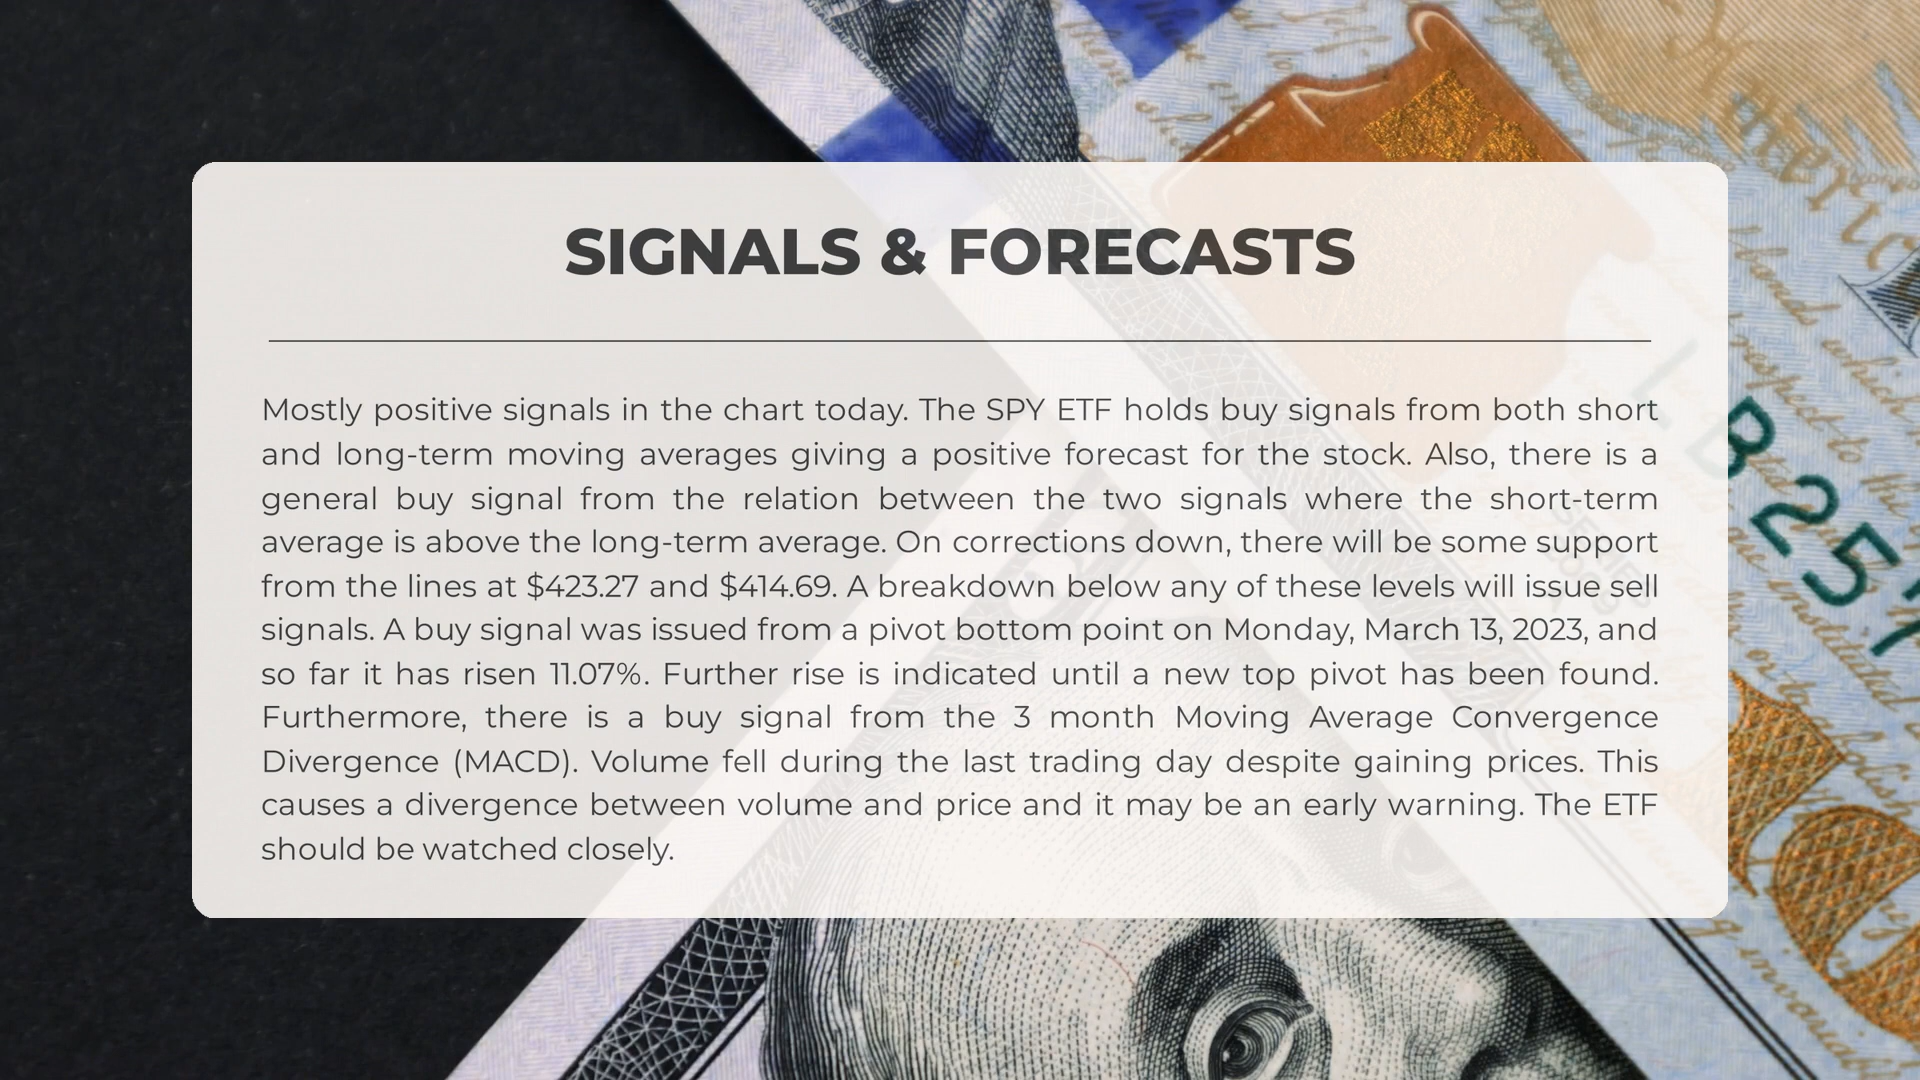 SIGNALS & FORECASTS
Mostly positive signals in the chart today. The SPY ETF holds buy signals from both short
and long-term moving averages giving a positive forecast for the stock. Also, there is a
general buy signal from the relation between the two signals where the short-term
average is above the long-term average. On corrections down, there will be some support
from the lines at $423.27 and $414.69. A breakdown below any of these levels will issue sell
signals. A buy signal was issued from a pivot bottom point on Monday, March 13, 2023, and
so far it has risen 11.07%. Further rise is indicated until a new top pivot has been found.
Furthermore, there is a buy signal from the 3 month Moving Average Convergence
Divergence (MACD). Volume fell during the last trading day despite gaining prices. This
causes a divergence between volume and price and it may be an early warning. The ETF
should be watched closely.
L B 25